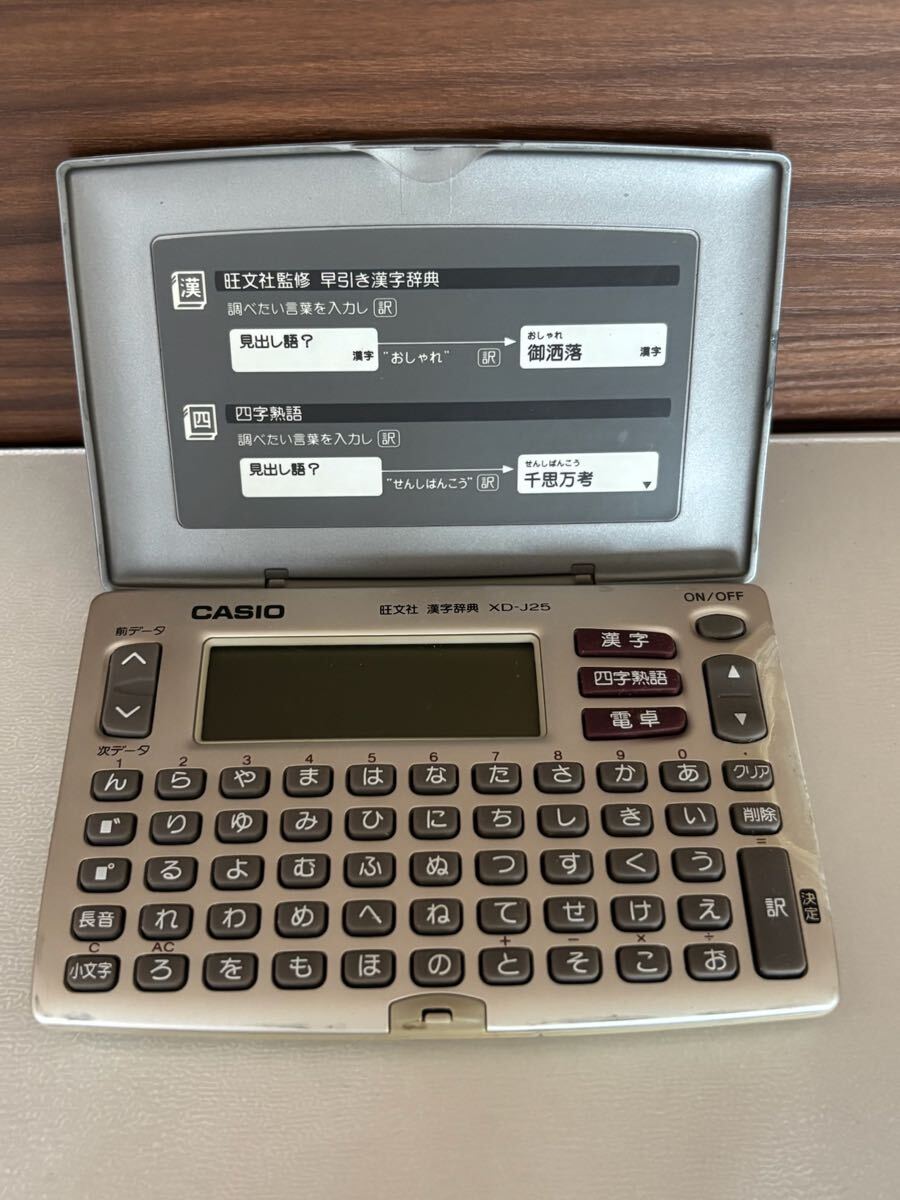 漢 旺文社監修 早引き漢字辞典
調べたい言葉を入力し 訳
見出し語?
漢字
"おしゃれ" 訳
おしゃれ
御洒落 漢字
四 四字熟語
調べたい言葉を入力し 訳
見出し語?
"せんしばんこう" 訳
せんしばんこう
千思万考 ▼
CASIO 旺文社 漢字辞典 XD-J25 ON/OFF
前データ
漢字
四字熟語
電卓
▲
▼
次データ
1 2 3 4 5 6 7 8 9 0 ・
ん ら や ま は な た さ か あ クリア
゛ り ゆ み ひ に ち し き い 削除
=
゜ る よ む ふ ぬ つ す く う
長音 れ わ め へ ね て せ け え 訳 決定
C AC + − × ÷
小文字 ろ を も ほ の と そ こ お